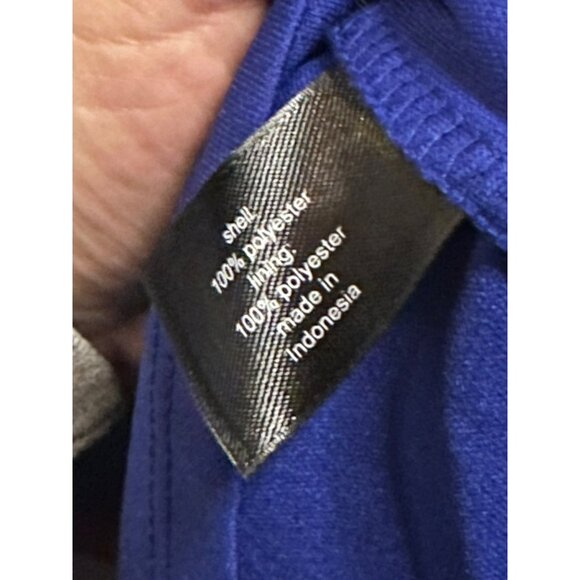 shell:
100% polyester
lining:
100% polyester
made in
Indonesia